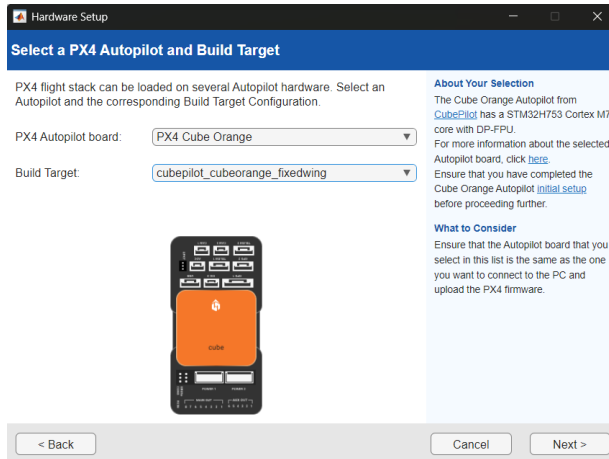 Hardware Setup
Select a PX4 Autopilot and Build Target
PX4 flight stack can be loaded on several Autopilot hardware. Select an
Autopilot and the corresponding Build Target Configuration.
PX4 Autopilot board:
PX4 Cube Orange
Build Target:
cubepilot_cubeorange_fixedwing
cube
POWER 1
POWER 2
MAIN OUT
AUX OUT
About Your Selection
The Cube Orange Autopilot from
CubePilot has a STM32H753 Cortex M7
core with DP-FPU.
For more information about the selected
Autopilot board, click here.
Ensure that you have completed the
Cube Orange Autopilot initial setup
before proceeding further.
What to Consider
Ensure that the Autopilot board that you
select in this list is the same as the one
you want to connect to the PC and
upload the PX4 firmware.
< Back
Cancel
Next >